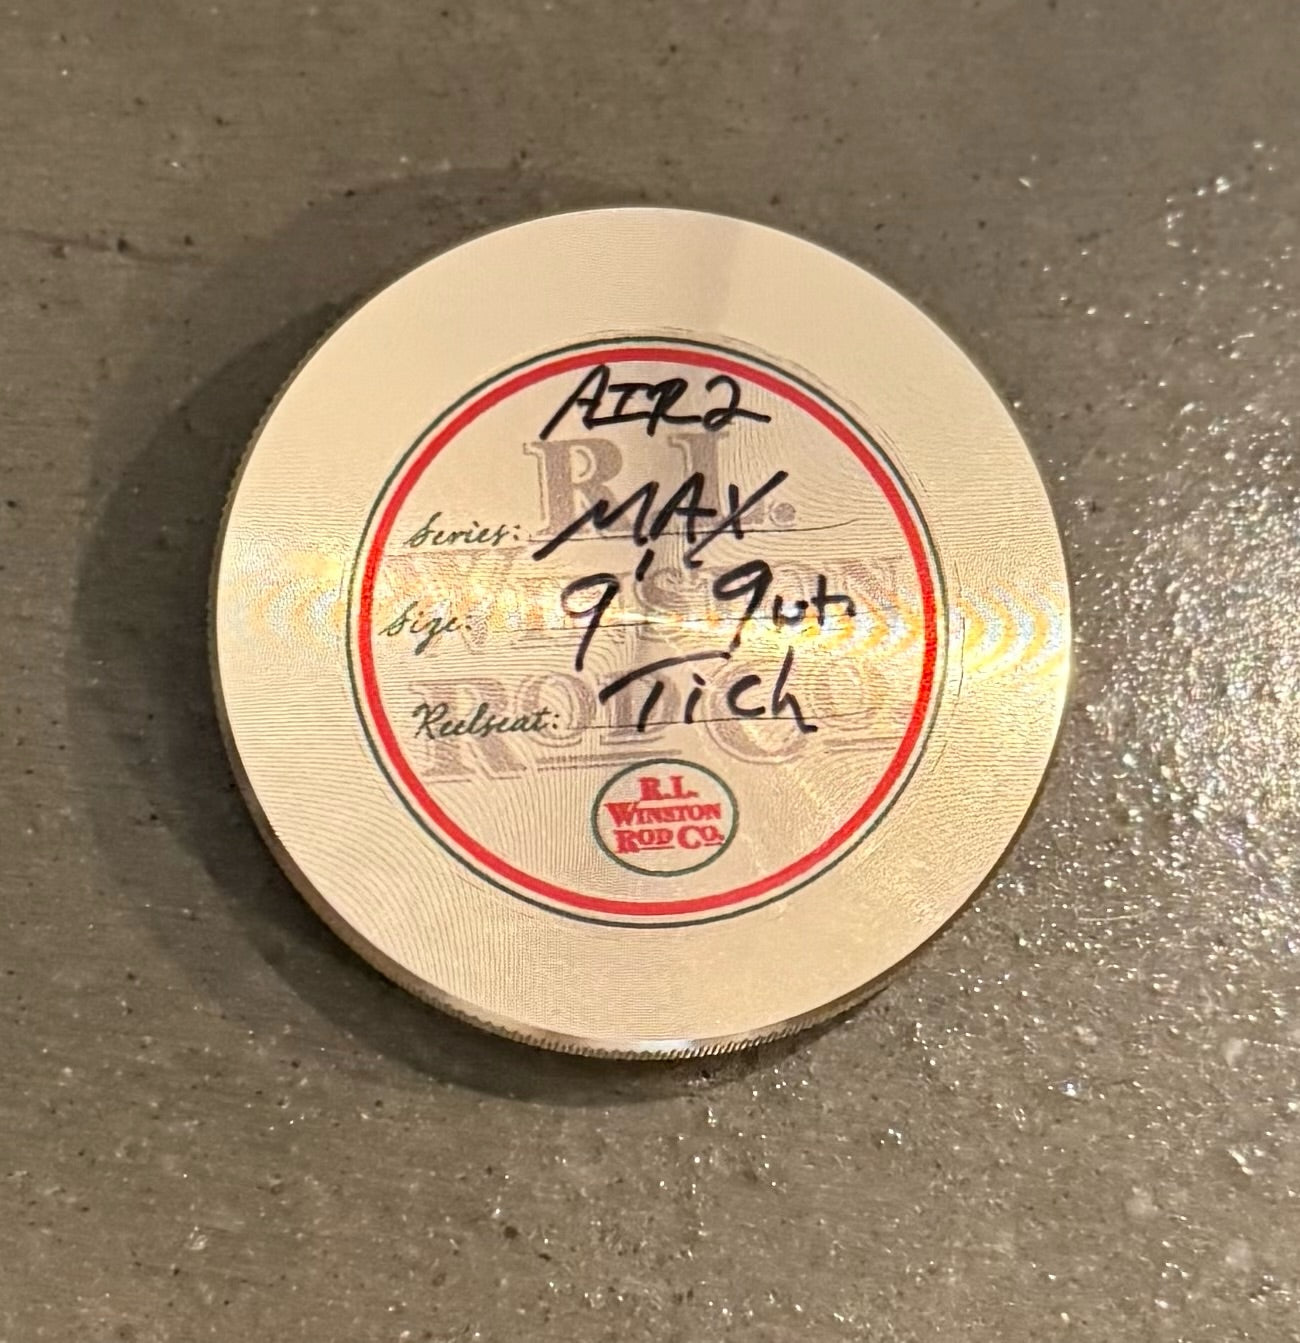 AIR2
R.L.
Series: MAX
WINSTON
Size: 9' 9wt.
ROD CO.
Reelseat: Tich
R.L.
WINSTON
ROD CO.